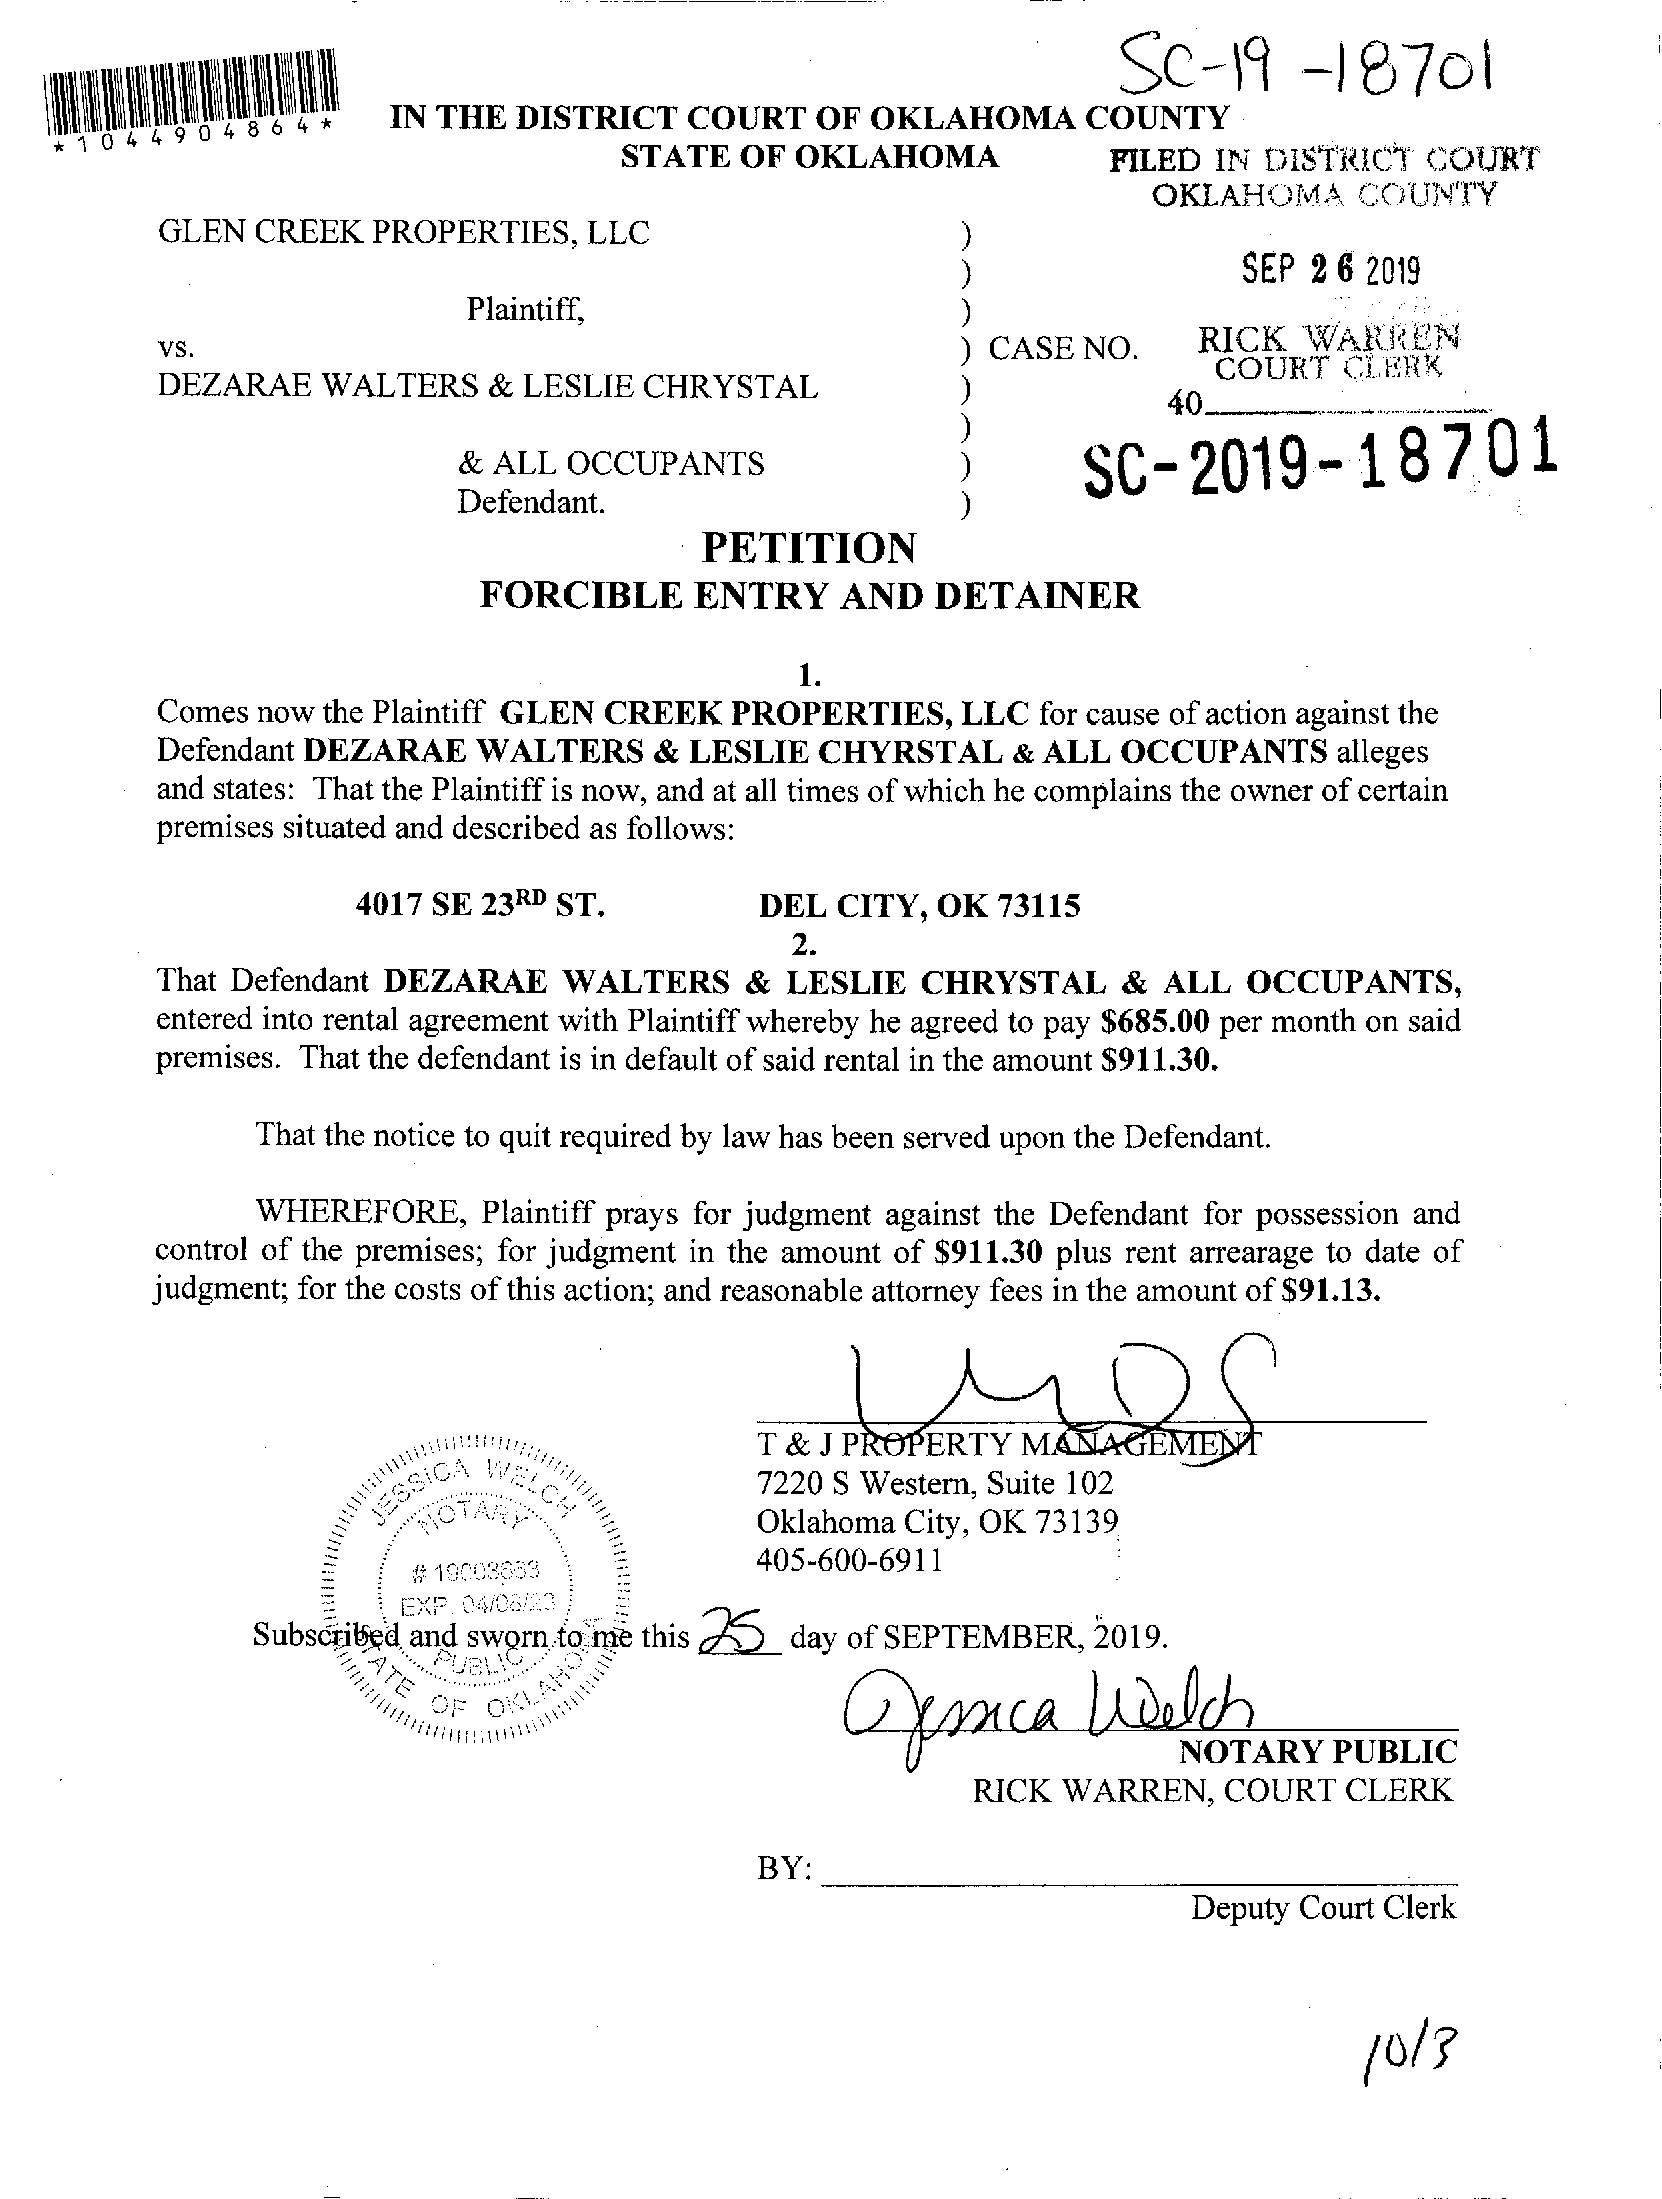 SC-19-18701
*1044904864*
IN THE DISTRICT COURT OF OKLAHOMA COUNTY
STATE OF OKLAHOMA
FILED IN DISTRICT COURT
OKLAHOMA COUNTY
GLEN CREEK PROPERTIES, LLC )
)
SEP 26 2019
Plaintiff, )
vs. ) CASE NO.
RICK WARREN
COURT CLERK
DEZARAE WALTERS & LESLIE CHRYSTAL )
40
)
& ALL OCCUPANTS )
SC-2019-18701
Defendant. )
PETITION
FORCIBLE ENTRY AND DETAINER
1.
Comes now the Plaintiff GLEN CREEK PROPERTIES, LLC for cause of action against the
Defendant DEZARAE WALTERS & LESLIE CHYRSTAL & ALL OCCUPANTS alleges
and states: That the Plaintiff is now, and at all times of which he complains the owner of certain
premises situated and described as follows:
4017 SE 23RD ST. DEL CITY, OK 73115
2.
That Defendant DEZARAE WALTERS & LESLIE CHRYSTAL & ALL OCCUPANTS,
entered into rental agreement with Plaintiff whereby he agreed to pay $685.00 per month on said
premises. That the defendant is in default of said rental in the amount $911.30.
That the notice to quit required by law has been served upon the Defendant.
WHEREFORE, Plaintiff prays for judgment against the Defendant for possession and
control of the premises; for judgment in the amount of $911.30 plus rent arrearage to date of
judgment; for the costs of this action; and reasonable attorney fees in the amount of $91.13.
T & J PROPERTY MANAGEMENT
7220 S Western, Suite 102
Oklahoma City, OK 73139
405-600-6911
JESSICA WELCH
NOTARY
EXP.
PUBLIC
STATE OF OKLAHOMA
Subscribed and sworn to me this 25 day of SEPTEMBER, 2019.
Jessica Welch
NOTARY PUBLIC
RICK WARREN, COURT CLERK
BY:
Deputy Court Clerk
10/3